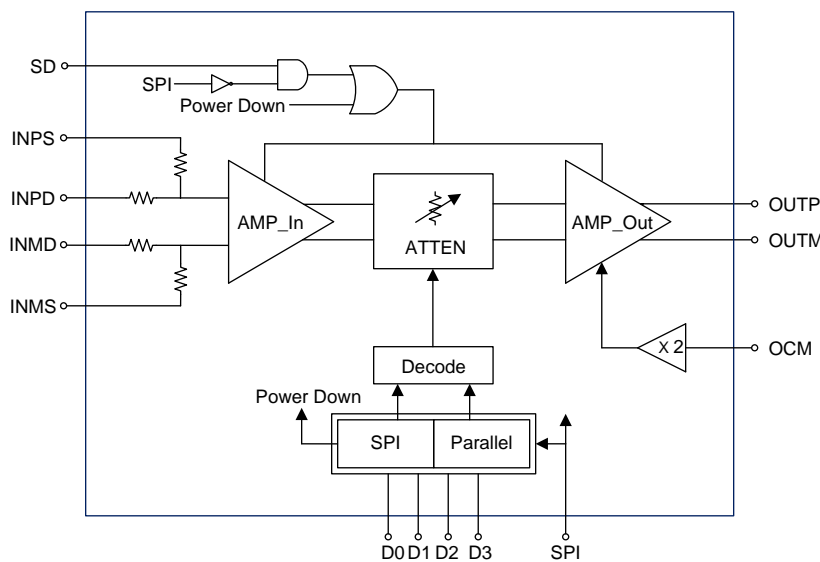 SD
SPI
Power Down
INPS
INPD
INMD
INMS
AMP_In
ATTEN
AMP_Out
OUTP
OUTM
X 2
OCM
Decode
Power Down
SPI
Parallel
D0 D1 D2 D3
SPI